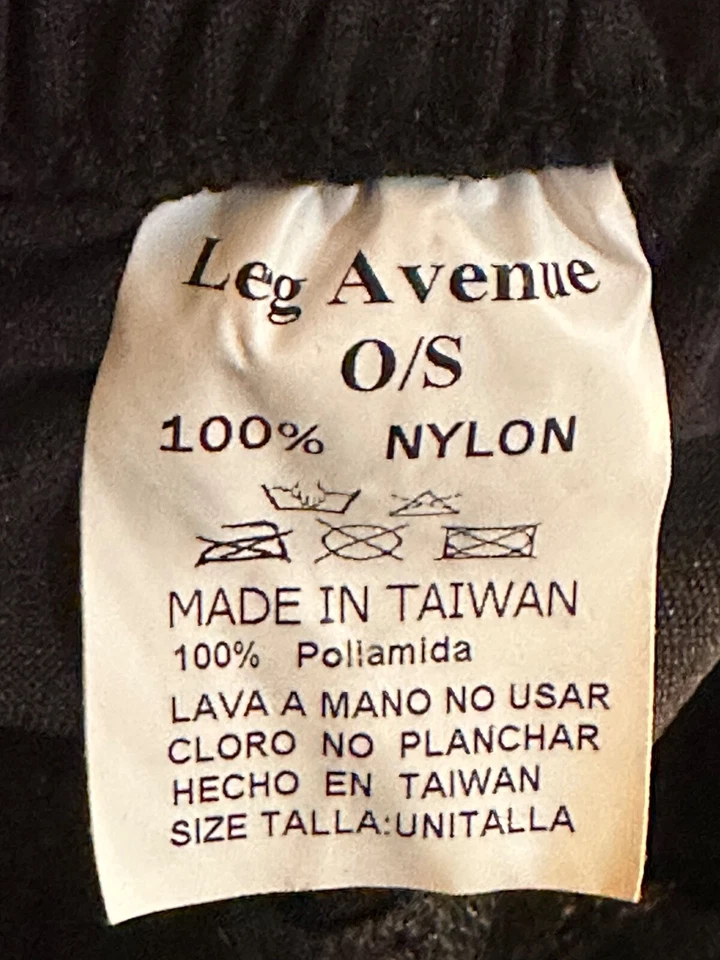 Leg Avenue
O/S
100% NYLON
MADE IN TAIWAN
100% Poliamida
LAVA A MANO NO USAR
CLORO NO PLANCHAR
HECHO EN TAIWAN
SIZE TALLA:UNITALLA